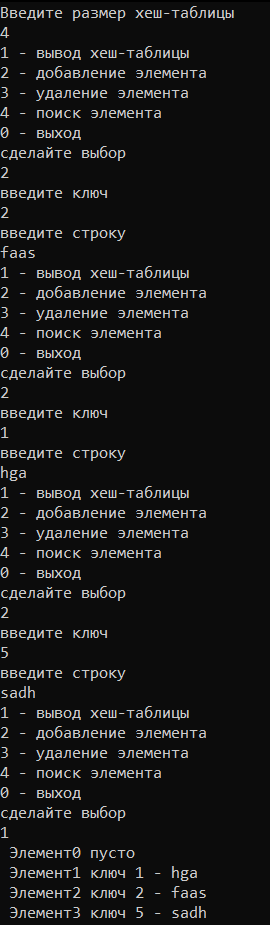 Введите размер хеш-таблицы
4
1 - вывод хеш-таблицы
2 - добавление элемента
3 - удаление элемента
4 - поиск элемента
0 - выход
сделайте выбор
2
введите ключ
2
введите строку
faas
1 - вывод хеш-таблицы
2 - добавление элемента
3 - удаление элемента
4 - поиск элемента
0 - выход
сделайте выбор
2
введите ключ
1
введите строку
hga
1 - вывод хеш-таблицы
2 - добавление элемента
3 - удаление элемента
4 - поиск элемента
0 - выход
сделайте выбор
2
введите ключ
5
введите строку
sadh
1 - вывод хеш-таблицы
2 - добавление элемента
3 - удаление элемента
4 - поиск элемента
0 - выход
сделайте выбор
1
Элемент0 пусто
Элемент1 ключ 1 - hga
Элемент2 ключ 2 - faas
Элемент3 ключ 5 - sadh